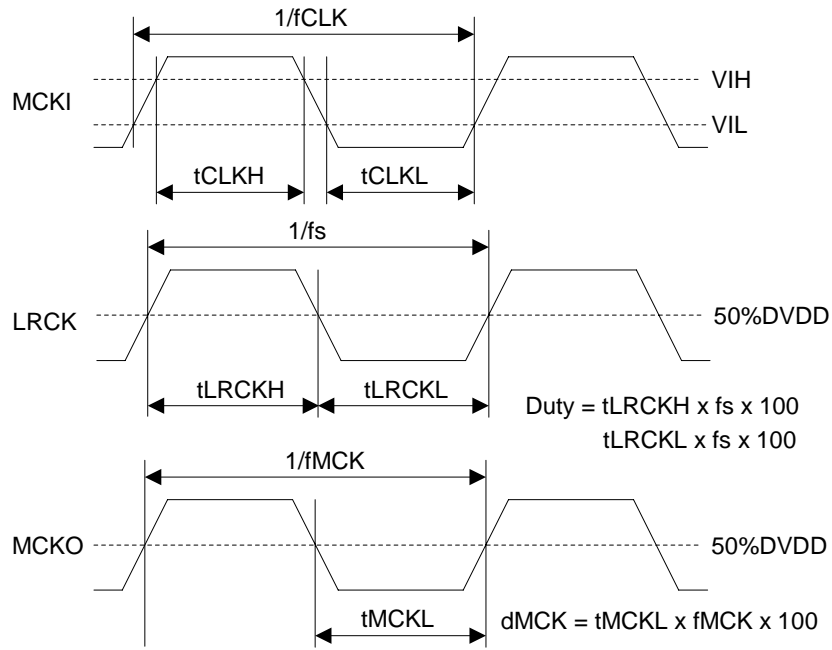 1/fCLK
MCKI
VIH
VIL
tCLKH
tCLKL
1/fs
LRCK
50%DVDD
tLRCKH
tLRCKL
Duty = tLRCKH x fs x 100
tLRCKL x fs x 100
1/fMCK
MCKO
50%DVDD
tMCKL
dMCK = tMCKL x fMCK x 100